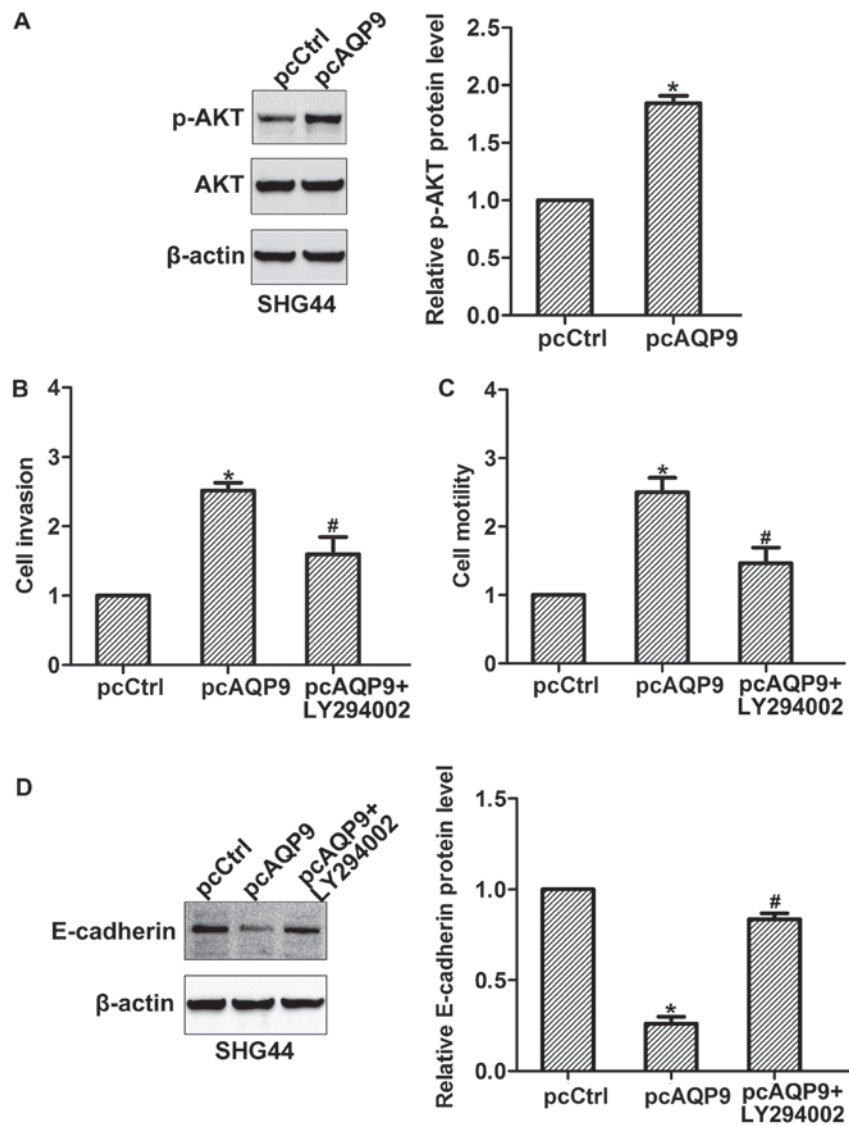 A
pcCtrl
pcAQP9
p-AKT
AKT
β-actin
SHG44
Relative p-AKT protein level
2.5
2.0
1.5
1.0
0.5
0.0
*
pcCtrl
pcAQP9
B
Cell invasion
4
3
2
1
0
*
#
pcCtrl
pcAQP9
pcAQP9+
LY294002
C
Cell motility
4
3
2
1
0
*
#
pcCtrl
pcAQP9
pcAQP9+
LY294002
D
pcCtrl
pcAQP9
pcAQP9+
LY294002
E-cadherin
β-actin
SHG44
Relative E-cadherin protein level
1.5
1.0
0.5
0.0
*
#
pcCtrl
pcAQP9
pcAQP9+
LY294002